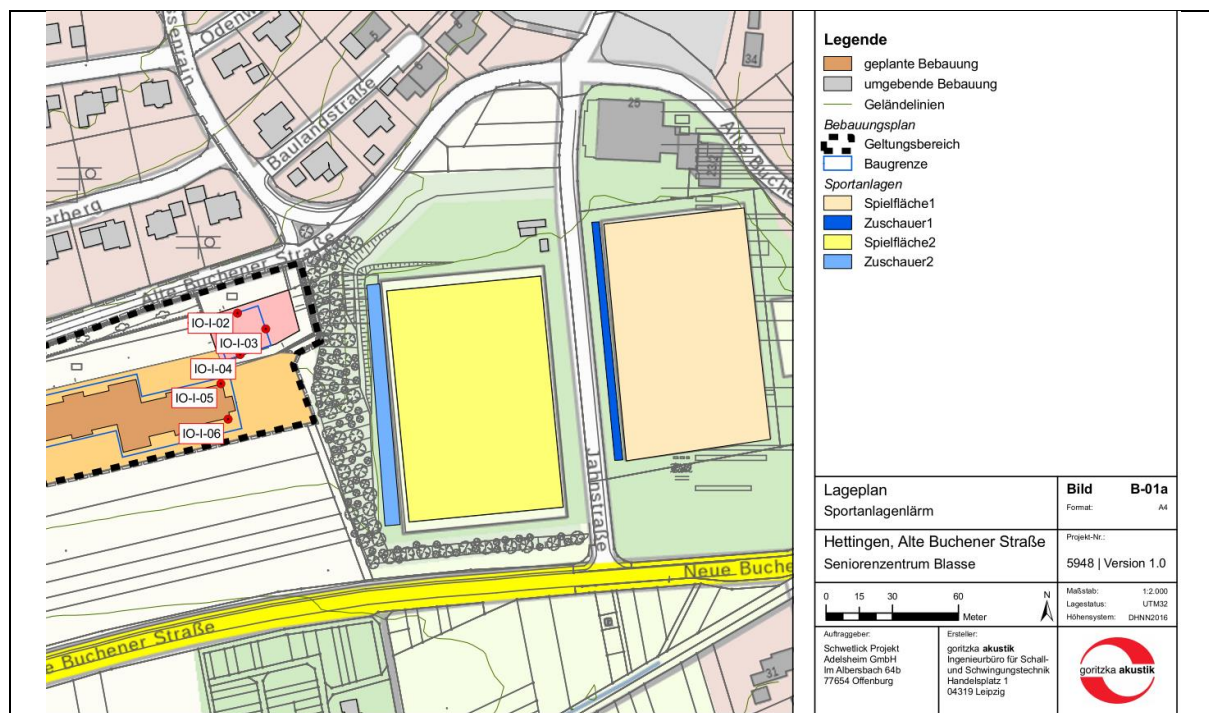 ssenrain
Odenw
5
6
6
34
Baulandstraße
25
23
Alte Buchene
erberg
Alte Buchener Straße
IO-I-02
IO-I-03
IO-I-04
IO-I-05
IO-I-06
Jahnstraße
Neue Buchene
e Buchener Straße
31
Legende
geplante Bebauung
umgebende Bebauung
Geländelinien
Bebauungsplan
Geltungsbereich
Baugrenze
Sportanlagen
Spielfläche1
Zuschauer1
Spielfläche2
Zuschauer2
Lageplan
Sportanlagenlärm
Bild B-01a
Format: A4
Hettingen, Alte Buchener Straße
Seniorenzentrum Blasse
Projekt-Nr.:
5948 | Version 1.0
0 15 30 60
Meter
N
Maßstab: 1:2.000
Lagestatus: UTM32
Höhensystem: DHNN2016
Auftraggeber:
Schwetlick Projekt
Adelsheim GmbH
Im Albersbach 64b
77654 Offenburg
Ersteller:
goritzka akustik
Ingenieurbüro für Schall-
und Schwingungstechnik
Handelsplatz 1
04319 Leipzig
goritzka akustik